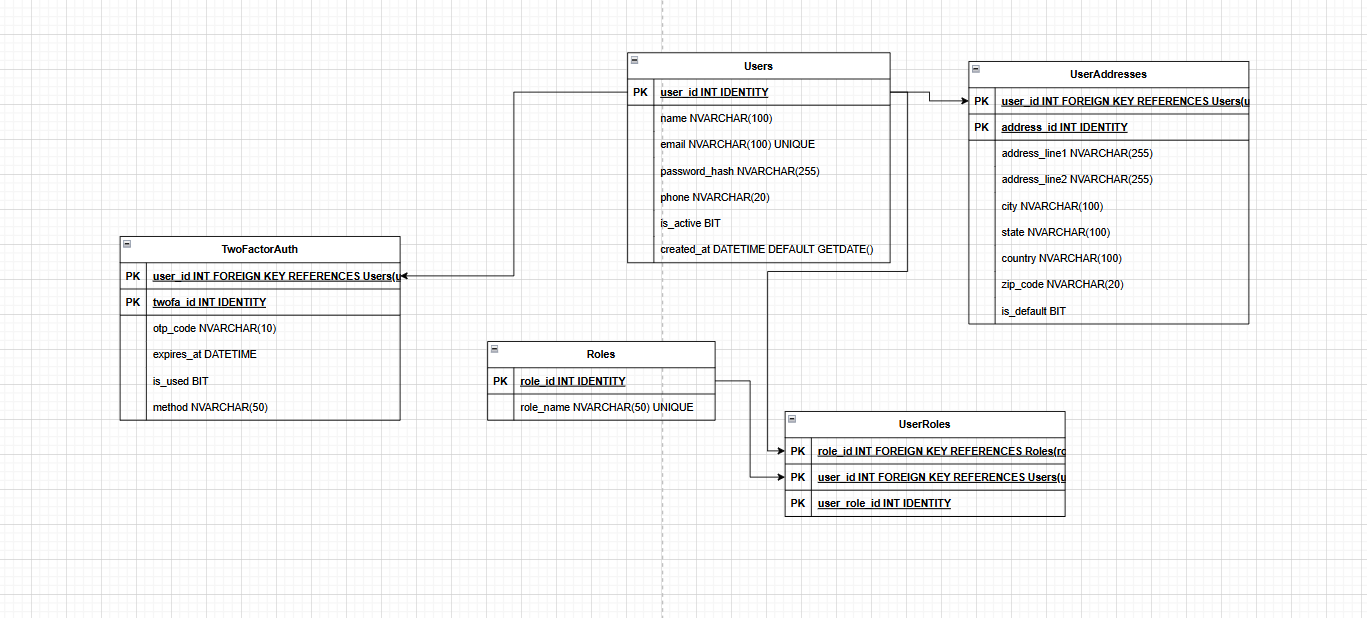 Users
PK user_id INT IDENTITY
name NVARCHAR(100)
email NVARCHAR(100) UNIQUE
password_hash NVARCHAR(255)
phone NVARCHAR(20)
is_active BIT
created_at DATETIME DEFAULT GETDATE()
UserAddresses
PK user_id INT FOREIGN KEY REFERENCES Users(u
PK address_id INT IDENTITY
address_line1 NVARCHAR(255)
address_line2 NVARCHAR(255)
city NVARCHAR(100)
state NVARCHAR(100)
country NVARCHAR(100)
zip_code NVARCHAR(20)
is_default BIT
TwoFactorAuth
PK user_id INT FOREIGN KEY REFERENCES Users(u
PK twofa_id INT IDENTITY
otp_code NVARCHAR(10)
expires_at DATETIME
is_used BIT
method NVARCHAR(50)
Roles
PK role_id INT IDENTITY
role_name NVARCHAR(50) UNIQUE
UserRoles
PK role_id INT FOREIGN KEY REFERENCES Roles(ro
PK user_id INT FOREIGN KEY REFERENCES Users(u
PK user_role_id INT IDENTITY